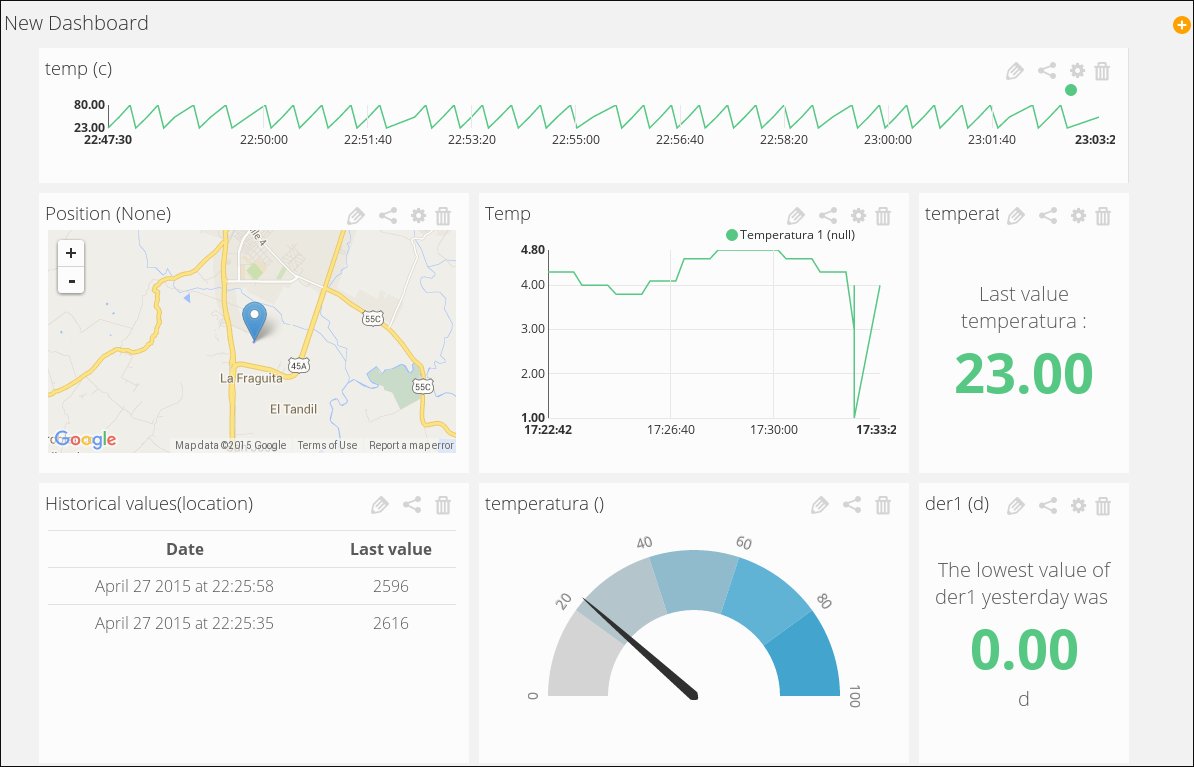 New Dashboard
temp (c)
80.00
23.00
22:47:30 22:50:00 22:51:40 22:53:20 22:55:00 22:56:40 22:58:20 23:00:00 23:01:40 23:03:2
Position (None)
+
-
55C
45A
La Fraguita
55C
El Tandil
Google
Map data ©2015 Google Terms of Use Report a map error
Temp
Temperatura 1 (null)
4.80
4.00
3.00
2.00
1.00
17:22:42 17:26:40 17:30:00 17:33:2
temperat
Last value
temperatura :
23.00
Historical values(location)
Date Last value
April 27 2015 at 22:25:58 2596
April 27 2015 at 22:25:35 2616
temperatura ()
0 20 40 60 80 100
der1 (d)
The lowest value of
der1 yesterday was
0.00
d